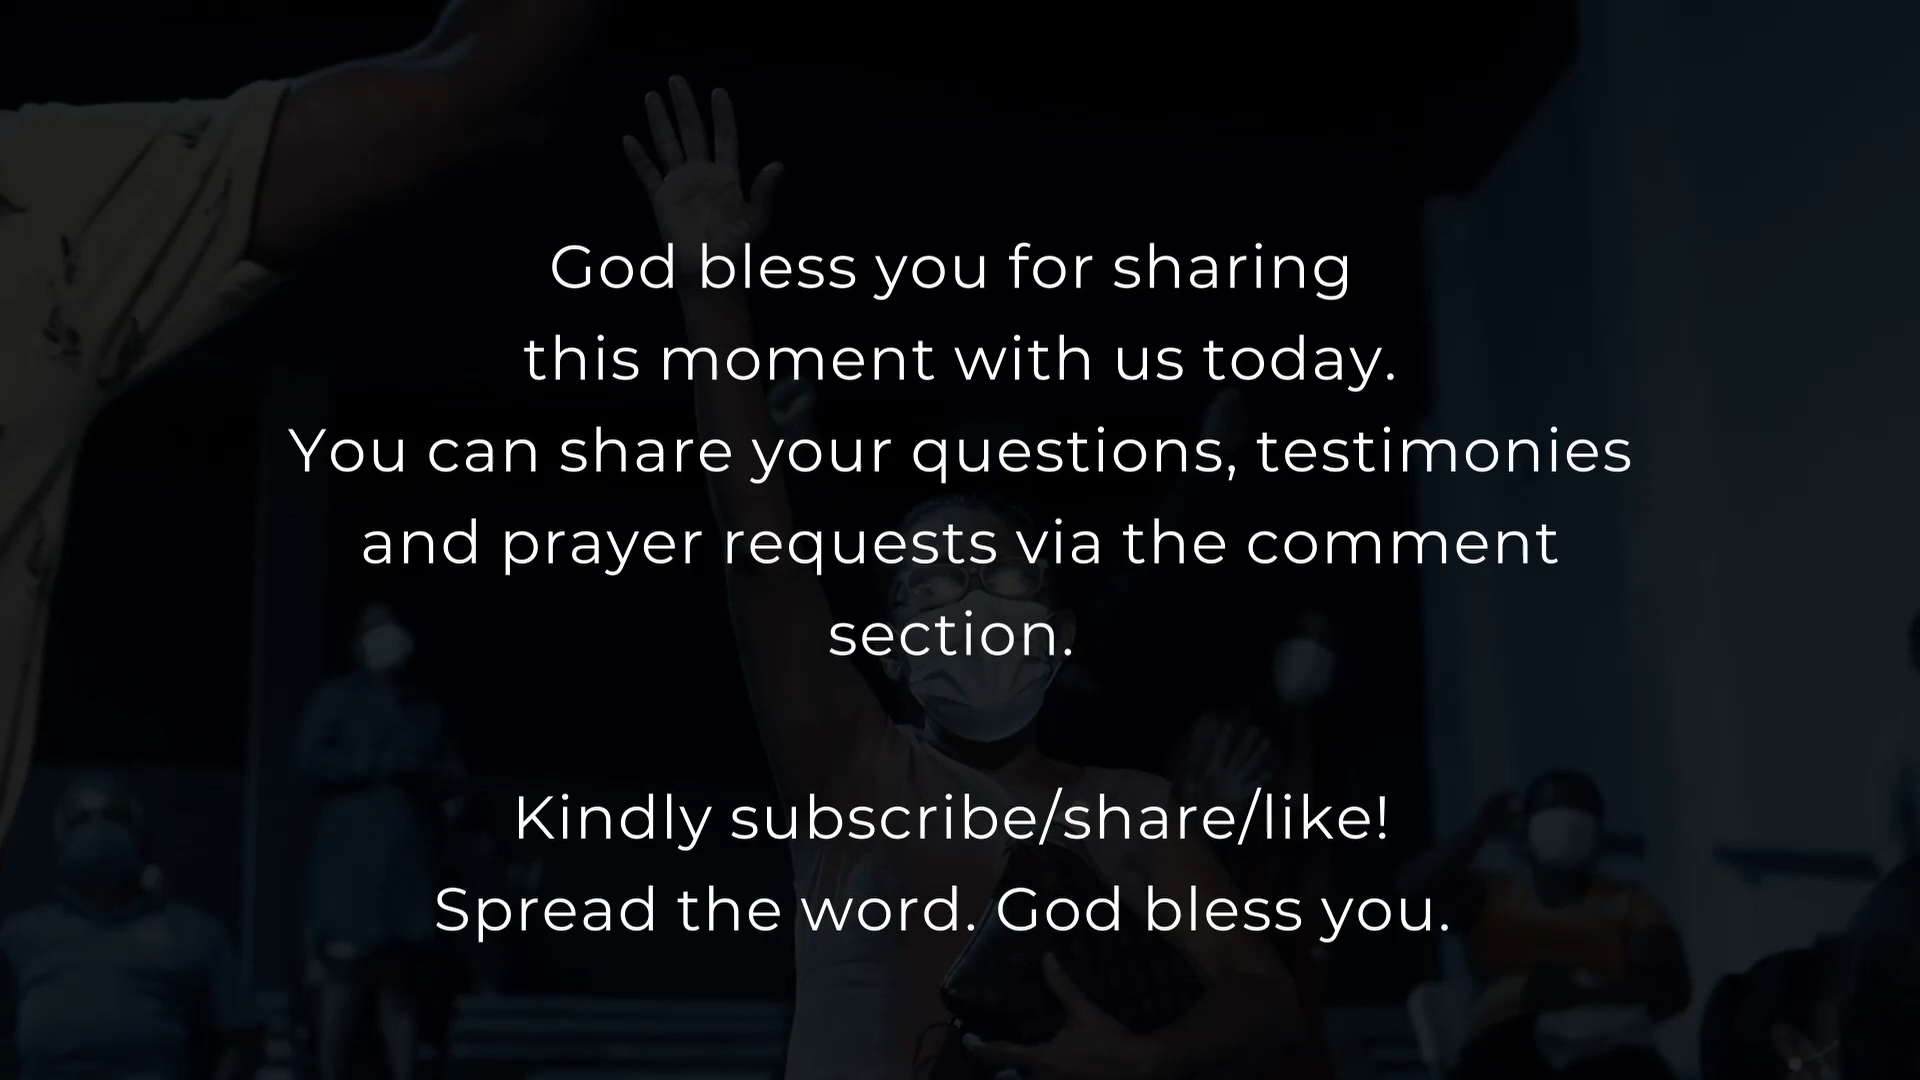 God bless you for sharing
this moment with us today.
You can share your questions, testimonies
and prayer requests via the comment
section.
Kindly subscribe/share/like!
Spread the word. God bless you.